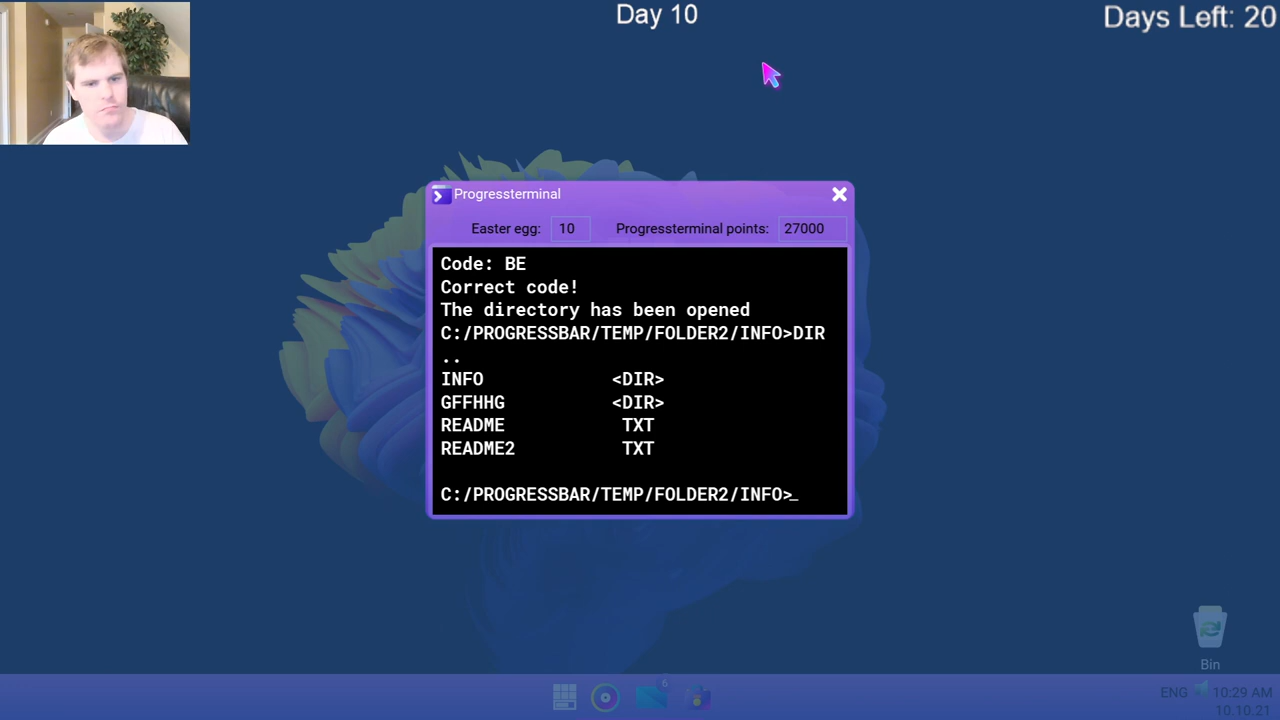 Day 10
Days Left: 20
Progressterminal
Easter egg: 10 Progressterminal points: 27000
Code: BE
Correct code!
The directory has been opened
C:/PROGRESSBAR/TEMP/FOLDER2/INFO>DIR
..
INFO <DIR>
GFFHHG <DIR>
README TXT
README2 TXT
C:/PROGRESSBAR/TEMP/FOLDER2/INFO>_
Bin
6
ENG 10:29 AM
10.10.21